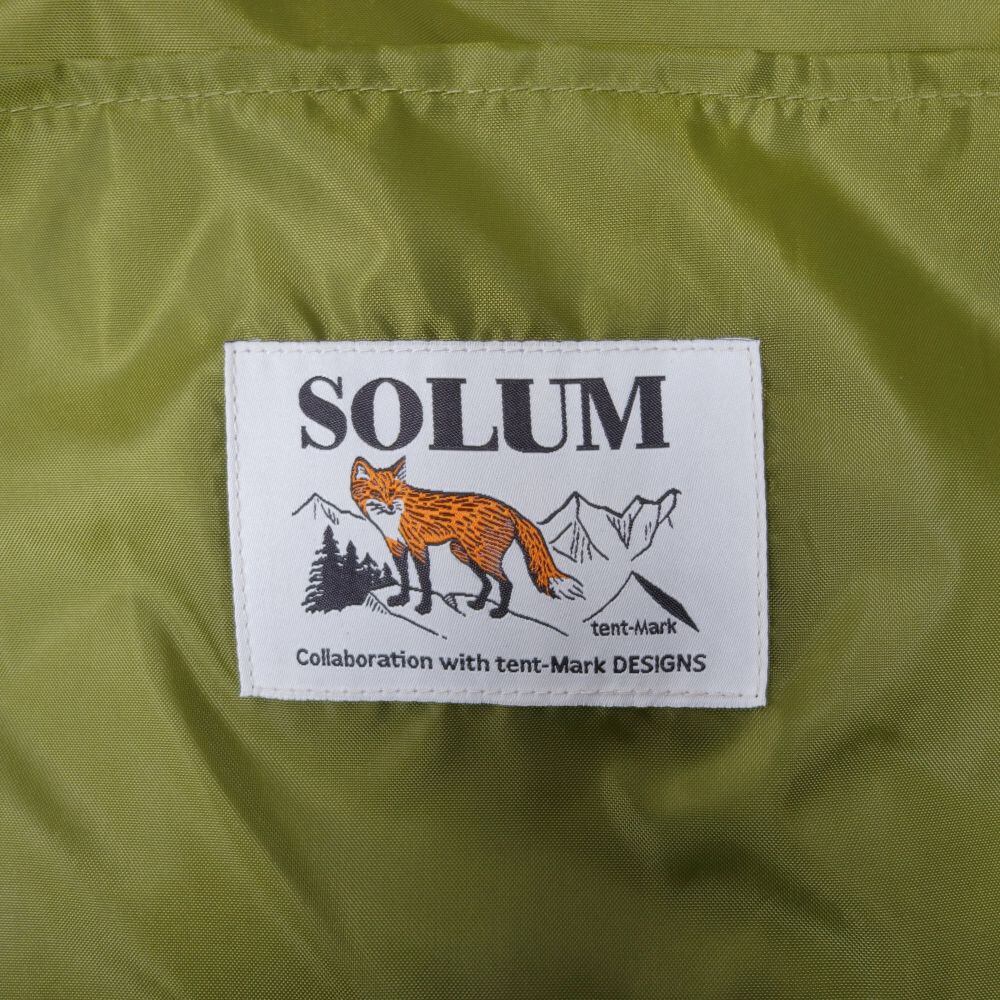 SOLUM
tent-Mark
Collaboration with tent-Mark DESIGNS